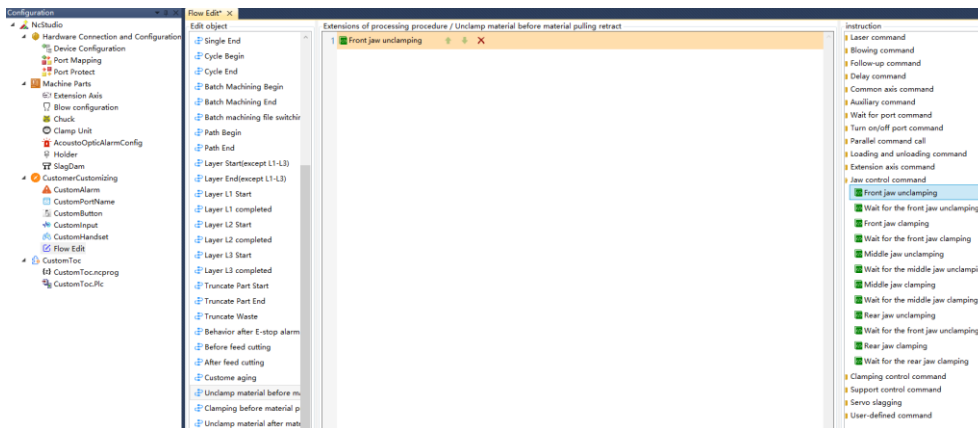 Configuration
NcStudio
Hardware Connection and Configuration
Device Configuration
Port Mapping
Port Protect
Machine Parts
Extension Axis
Blow configuration
Chuck
Clamp Unit
AcoustoOpticAlarmConfig
Holder
SlagDam
CustomerCustomizing
CustomAlarm
CustomPortName
CustomButton
CustomInput
CustomHandset
Flow Edit
CustomToc
CustomToc.ncprog
CustomToc.Plc
Flow Edit*
Edit object
Single End
Cycle Begin
Cycle End
Batch Machining Begin
Batch Machining End
Batch machining file switchin
Path Begin
Path End
Layer Start(except L1-L3)
Layer End(except L1-L3)
Layer L1 Start
Layer L1 completed
Layer L2 Start
Layer L2 completed
Layer L3 Start
Layer L3 completed
Truncate Part Start
Truncate Part End
Truncate Waste
Behavior after E-stop alarm
Before feed cutting
After feed cutting
Custome aging
Unclamp material before ma
Clamping before material p
Unclamp material after mate
Extensions of processing procedure / Unclamp material before material pulling retract
1 Front jaw unclamping
instruction
Laser command
Blowing command
Follow-up command
Delay command
Common axis command
Auxiliary command
Wait for port command
Turn on/off port command
Parallel command call
Loading and unloading command
Extension axis command
Jaw control command
Front jaw unclamping
Wait for the front jaw unclamping
Front jaw clamping
Wait for the front jaw clamping
Middle jaw unclamping
Wait for the middle jaw unclampi
Middle jaw clamping
Wait for the middle jaw clamping
Rear jaw unclamping
Wait for the front jaw unclamping
Rear jaw clamping
Wait for the rear jaw clamping
Clamping control command
Support control command
Servo slagging
User-defined command